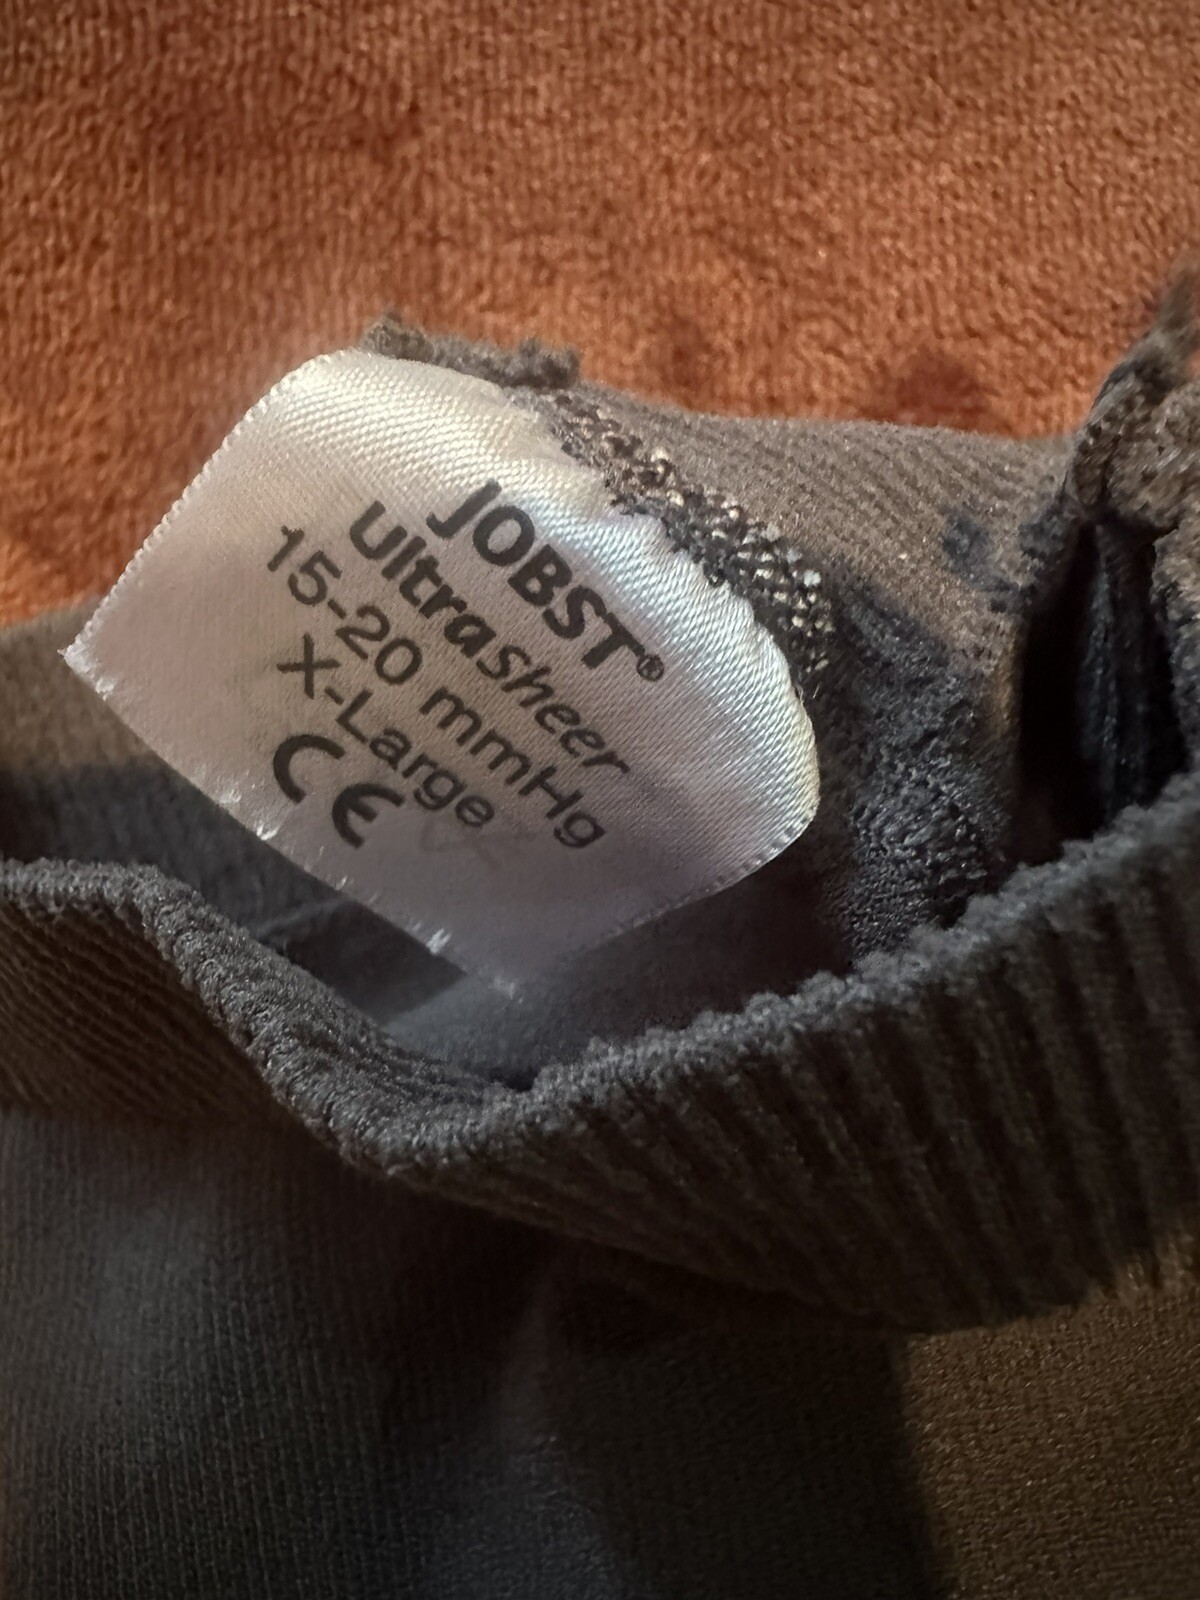 JOBST®
UltraSheer
15-20 mmHg
X-Large
CE